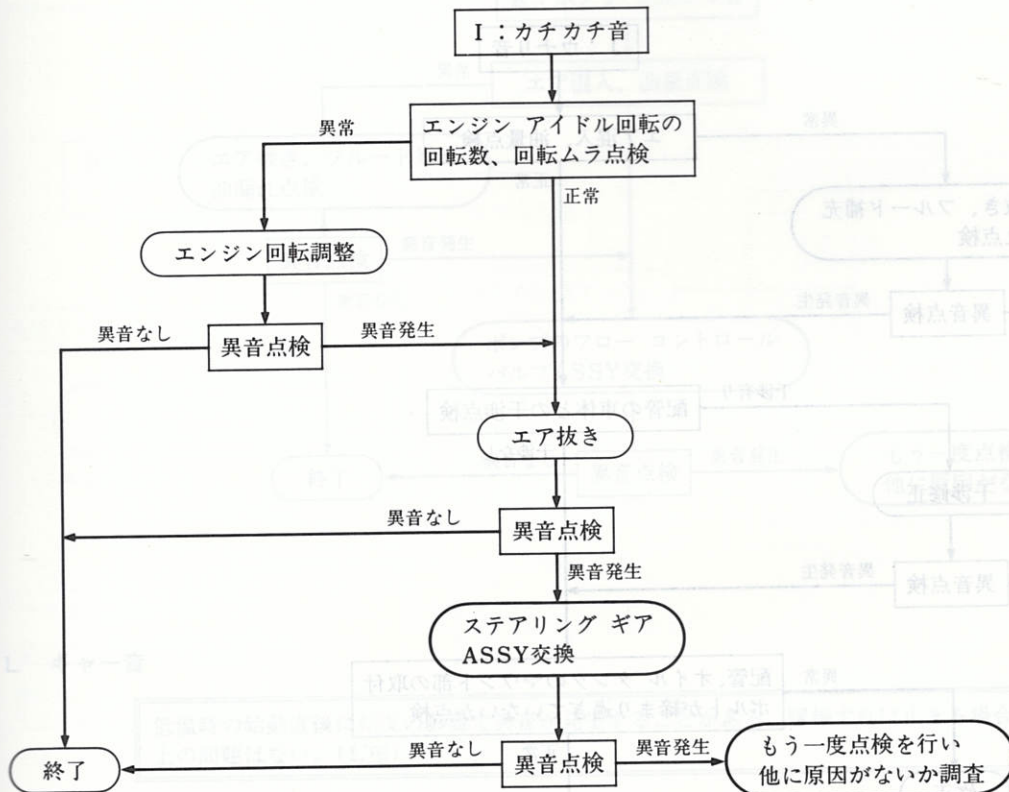 I：カチカチ音
エンジン アイドル回転の
回転数、回転ムラ点検
異常
正常
エンジン回転調整
異音なし
異音点検
異音発生
エア抜き
異音なし
異音点検
異音発生
ステアリング ギア
ASSY交換
終了
異音なし
異音点検
異音発生
もう一度点検を行い
他に原因がないか調査